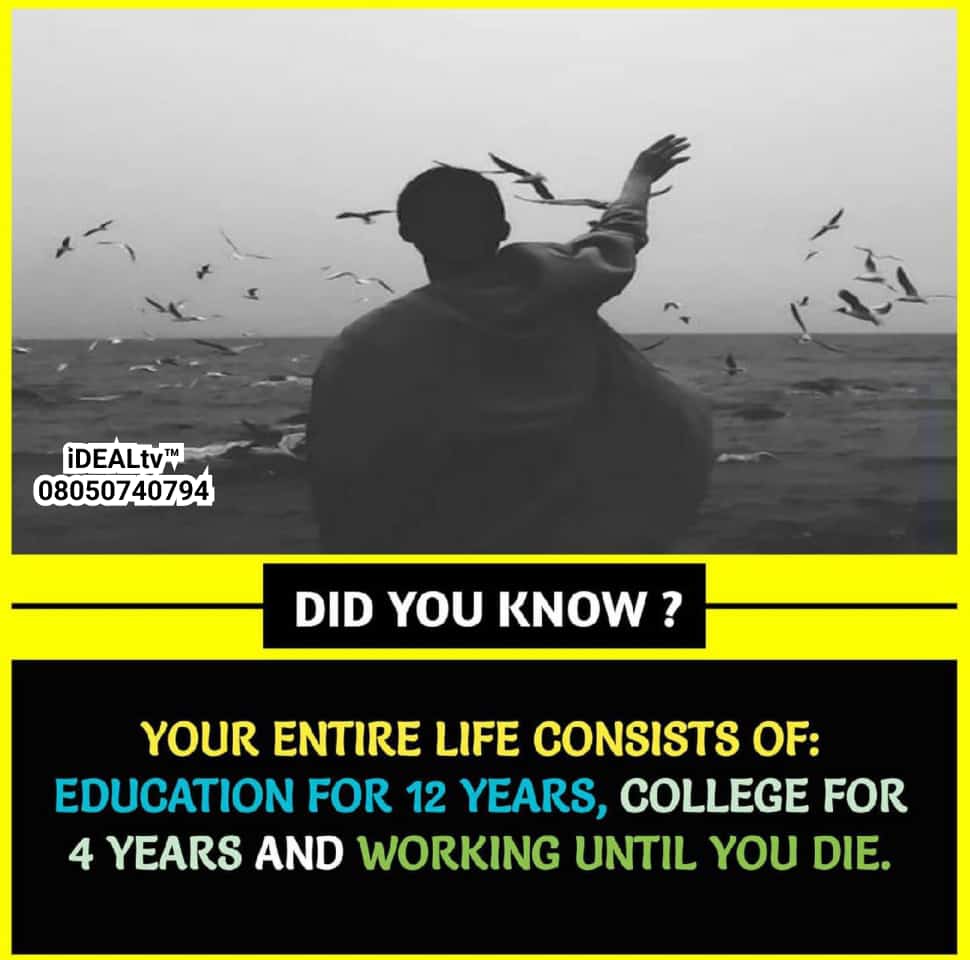 iDEALtv™
08050740794
DID YOU KNOW ?
YOUR ENTIRE LIFE CONSISTS OF:
EDUCATION FOR 12 YEARS, COLLEGE FOR
4 YEARS AND WORKING UNTIL YOU DIE.